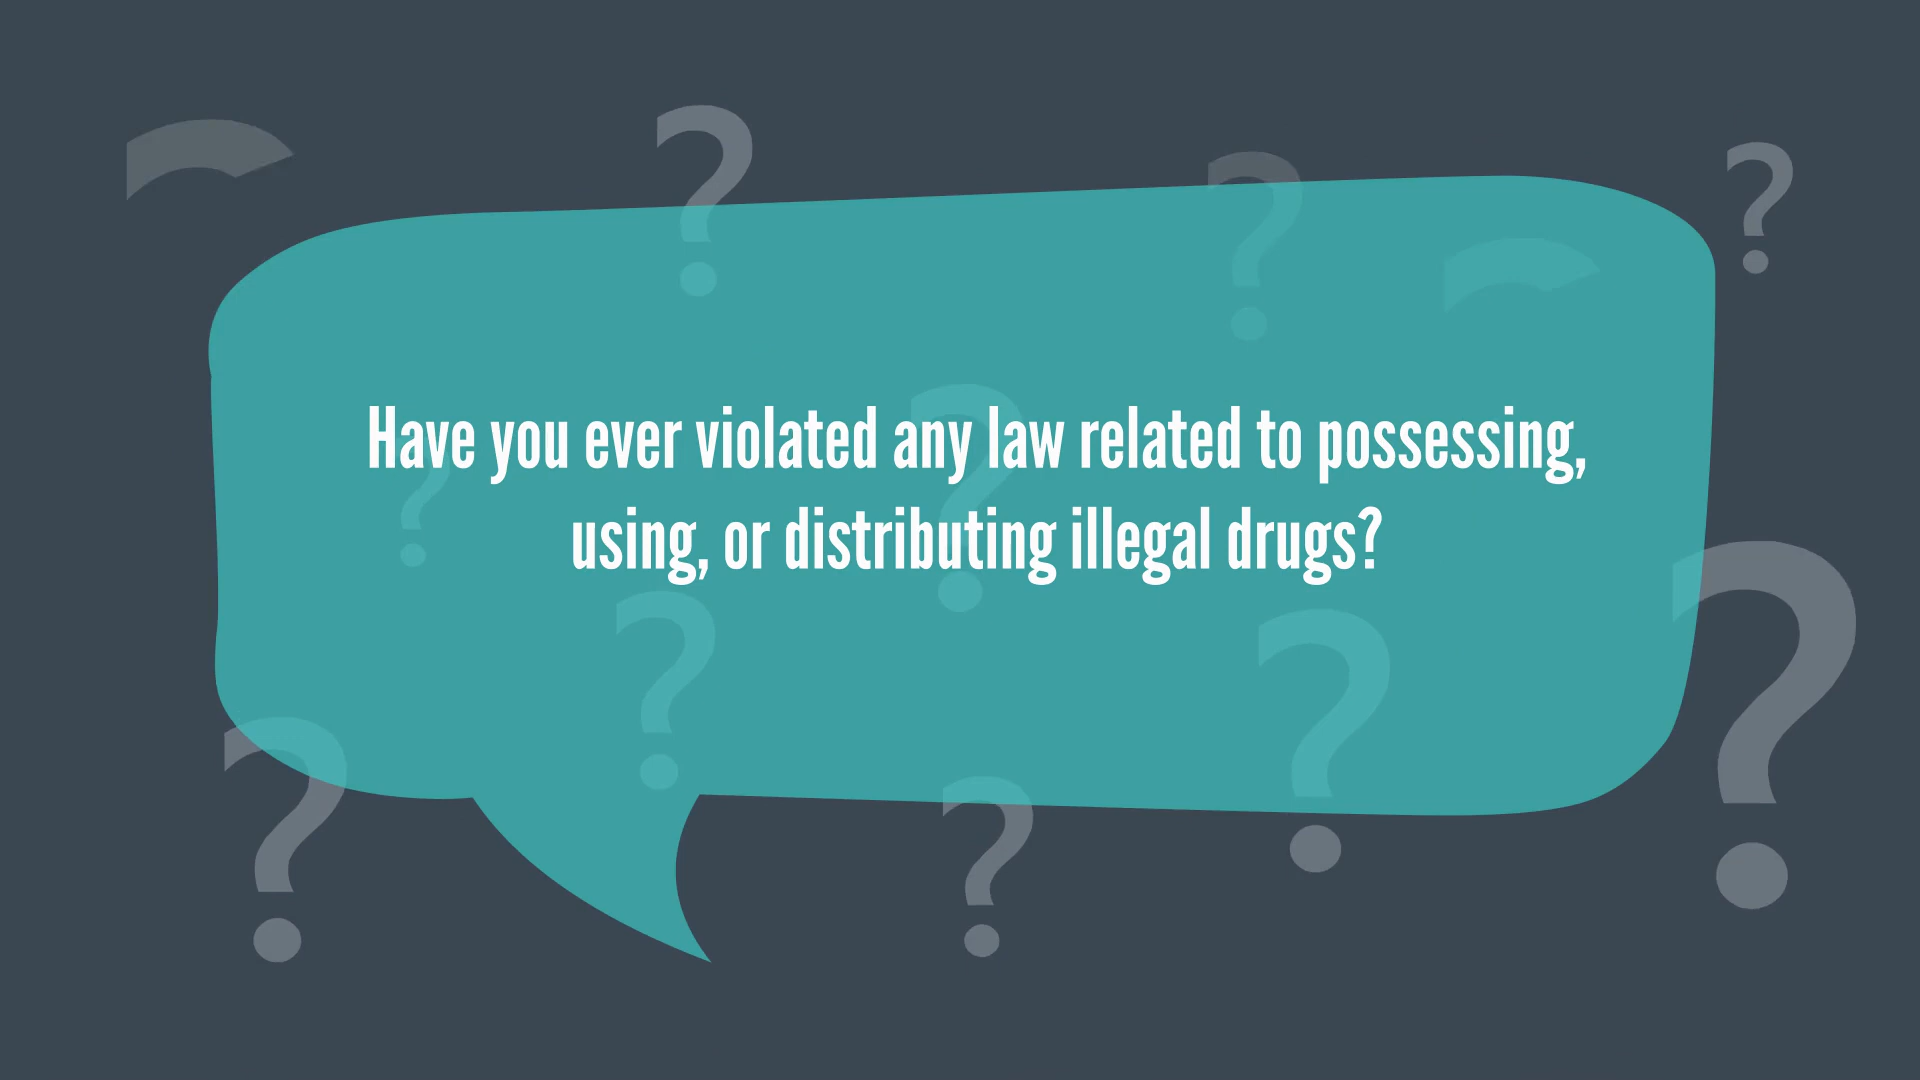 Have you ever violated any law related to possessing,
using, or distributing illegal drugs?